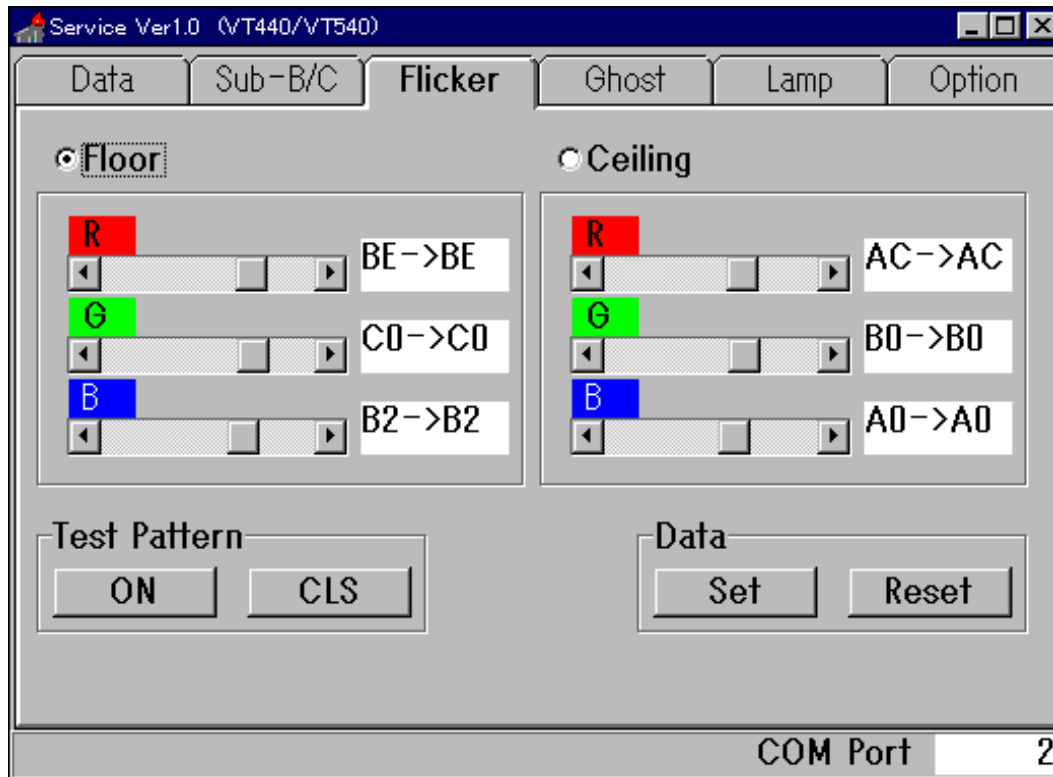 Service Ver1.0 (VT440/VT540)
Data Sub-B/C Flicker Ghost Lamp Option
Floor
R
BE->BE
G
C0->C0
B
B2->B2
Ceiling
R
AC->AC
G
B0->B0
B
A0->A0
Test Pattern
ON CLS
Data
Set Reset
COM Port 2